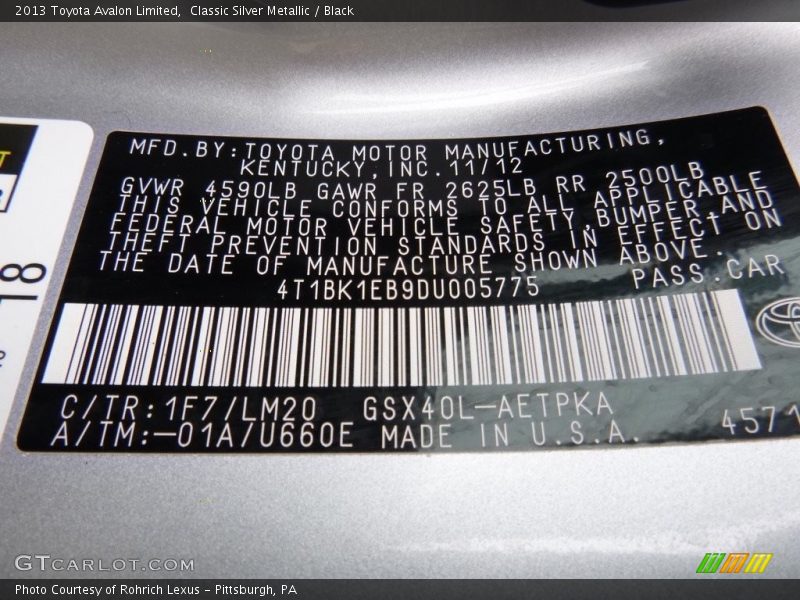 2013 Toyota Avalon Limited,  Classic Silver Metallic / Black
MFD.BY:TOYOTA MOTOR MANUFACTURING,
KENTUCKY,INC.11/12
GVWR 4590LB GAWR FR 2625LB RR 2500LB
THIS VEHICLE CONFORMS TO ALL APPLICABLE
FEDERAL MOTOR VEHICLE SAFETY,BUMPER,AND
THEFT PREVENTION STANDARDS IN EFFECT ON
THE DATE OF MANUFACTURE SHOWN ABOVE.
4T1BK1EB9DU005775 PASS.CAR
C/TR:1F7/LM20 GSX40L-AETPKA
A/TM:-01A/U660E MADE IN U.S.A. 4571
GTCARLOT.COM
Photo Courtesy of Rohrich Lexus - Pittsburgh, PA